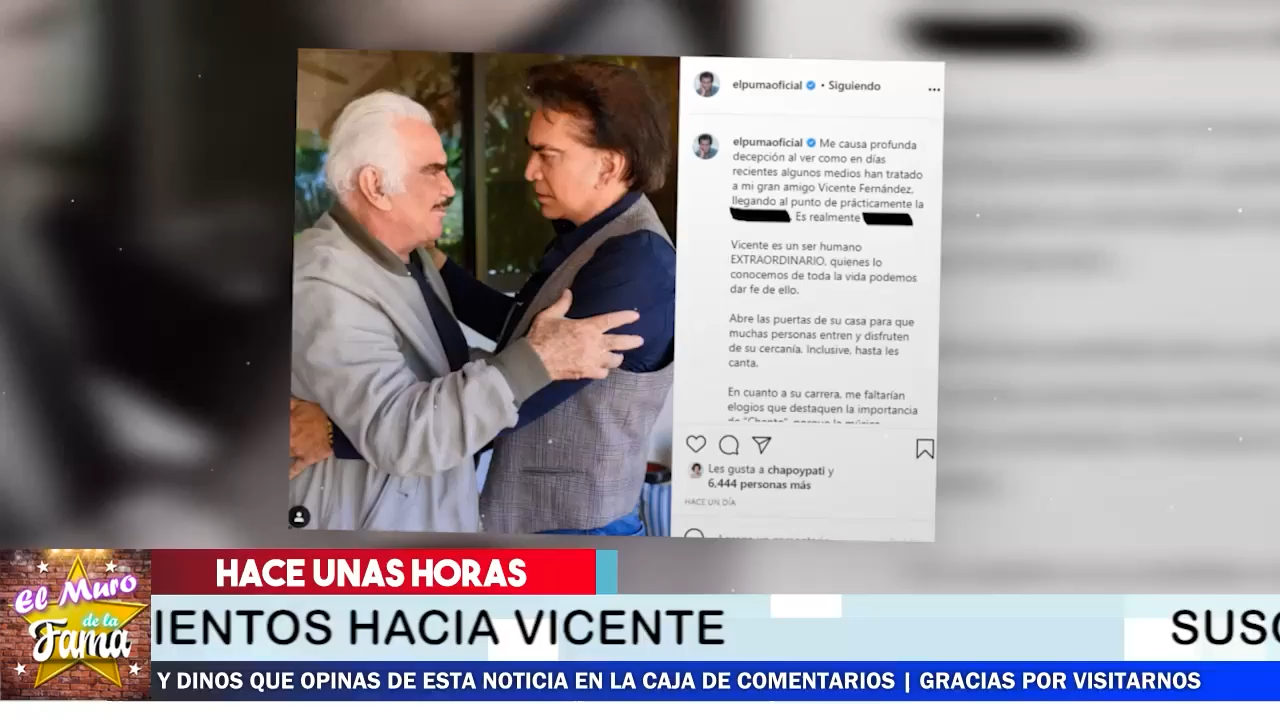 elpumaoficial • Siguiendo
elpumaoficial Me causa profunda
decepción al ver como en días
recientes algunos medios han tratado
a mi gran amigo Vicente Fernández,
llegando al punto de prácticamente la
. Es realmente
Vicente es un ser humano
EXTRAORDINARIO, quienes lo
conocemos de toda la vida podemos
dar fe de ello.
Abre las puertas de su casa para que
muchas personas entren y disfruten
de su cercanía. Inclusive, hasta les
canta.
En cuanto a su carrera, me faltarían
elogios que destaquen la importancia
Les gusta a chapoypati y
6,444 personas más
HACE UN DÍA
HACE UNAS HORAS
El Muro
de la
Fama
IENTOS HACIA VICENTE
SUSC
Y DINOS QUE OPINAS DE ESTA NOTICIA EN LA CAJA DE COMENTARIOS | GRACIAS POR VISITARNOS